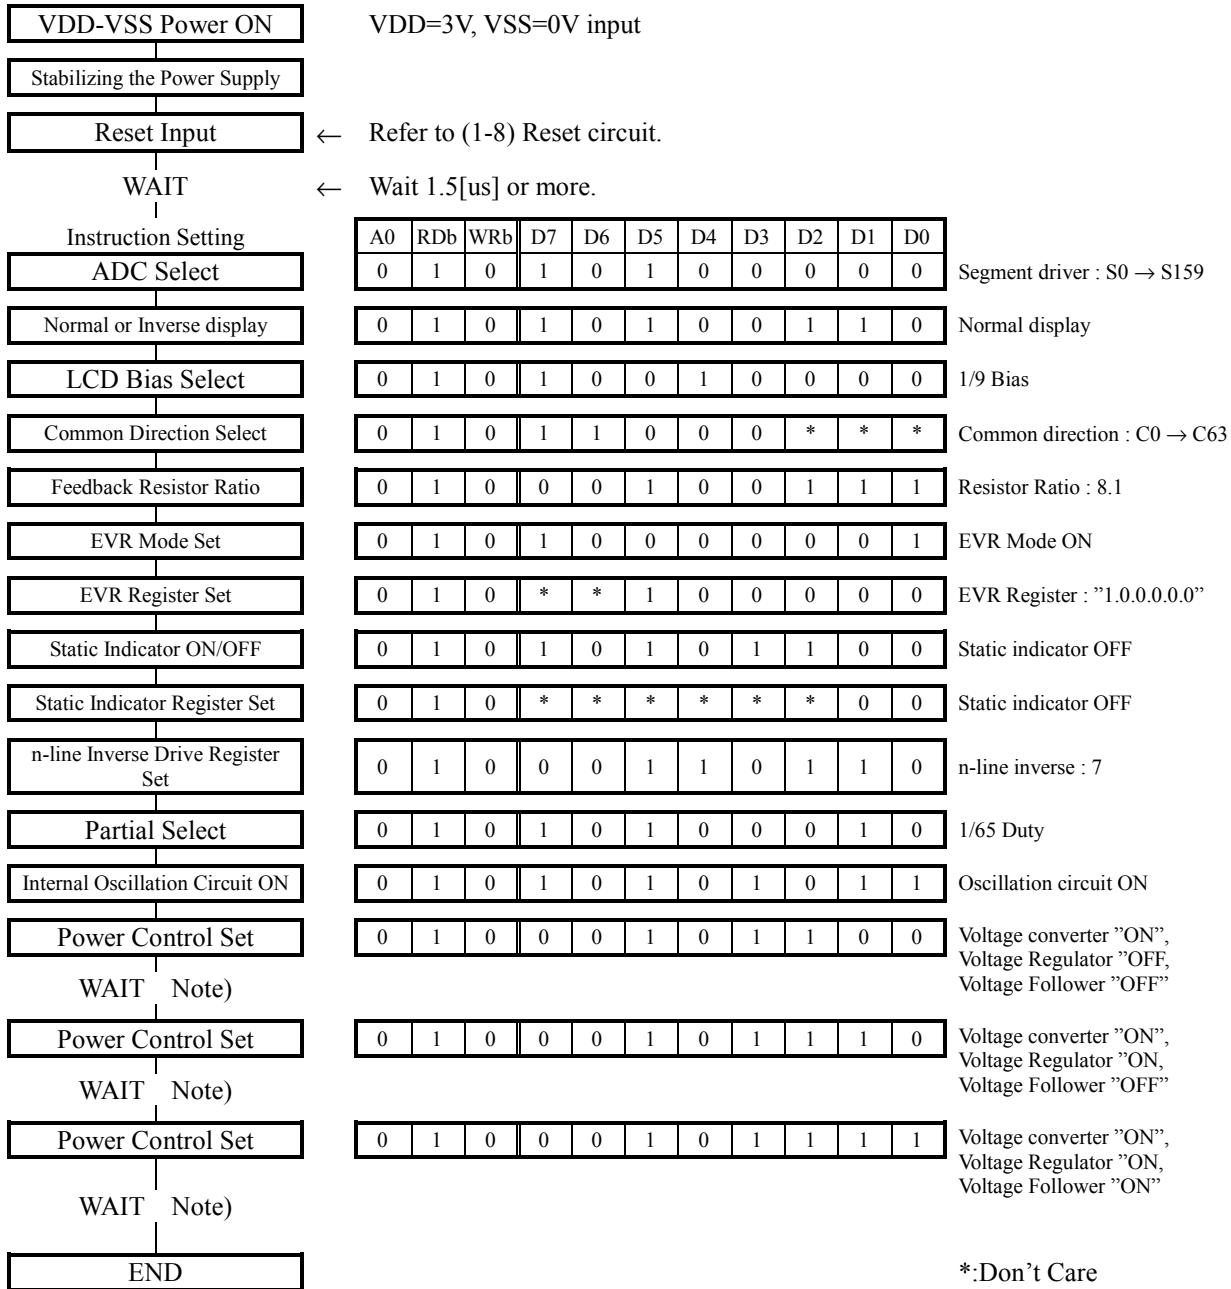 VDD-VSS Power ON VDD=3V, VSS=0V input
Stabilizing the Power Supply
Reset Input ← Refer to (1-8) Reset circuit.
WAIT ← Wait 1.5[us] or more.
Instruction Setting A0 RDb WRb D7 D6 D5 D4 D3 D2 D1 D0
ADC Select 0 1 0 1 0 1 0 0 0 0 0 Segment driver : S0 → S159
Normal or Inverse display 0 1 0 1 0 1 0 0 1 1 0 Normal display
LCD Bias Select 0 1 0 1 0 0 1 0 0 0 0 1/9 Bias
Common Direction Select 0 1 0 1 1 0 0 0 * * * Common direction : C0 → C63
Feedback Resistor Ratio 0 1 0 0 0 1 0 0 1 1 1 Resistor Ratio : 8.1
EVR Mode Set 0 1 0 1 0 0 0 0 0 0 1 EVR Mode ON
EVR Register Set 0 1 0 * * 1 0 0 0 0 0 EVR Register : ”1.0.0.0.0.0”
Static Indicator ON/OFF 0 1 0 1 0 1 0 1 1 0 0 Static indicator OFF
Static Indicator Register Set 0 1 0 * * * * * * 0 0 Static indicator OFF
n-line Inverse Drive Register
Set 0 1 0 0 0 1 1 0 1 1 0 n-line inverse : 7
Partial Select 0 1 0 1 0 1 0 0 0 1 0 1/65 Duty
Internal Oscillation Circuit ON 0 1 0 1 0 1 0 1 0 1 1 Oscillation circuit ON
Power Control Set 0 1 0 0 0 1 0 1 1 0 0 Voltage converter ”ON”,
Voltage Regulator ”OFF,
Voltage Follower ”OFF”
WAIT Note)
Power Control Set 0 1 0 0 0 1 0 1 1 1 0 Voltage converter ”ON”,
Voltage Regulator ”ON,
Voltage Follower ”OFF”
WAIT Note)
Power Control Set 0 1 0 0 0 1 0 1 1 1 1 Voltage converter ”ON”,
Voltage Regulator ”ON,
Voltage Follower ”ON”
WAIT Note)
END *:Don’t Care